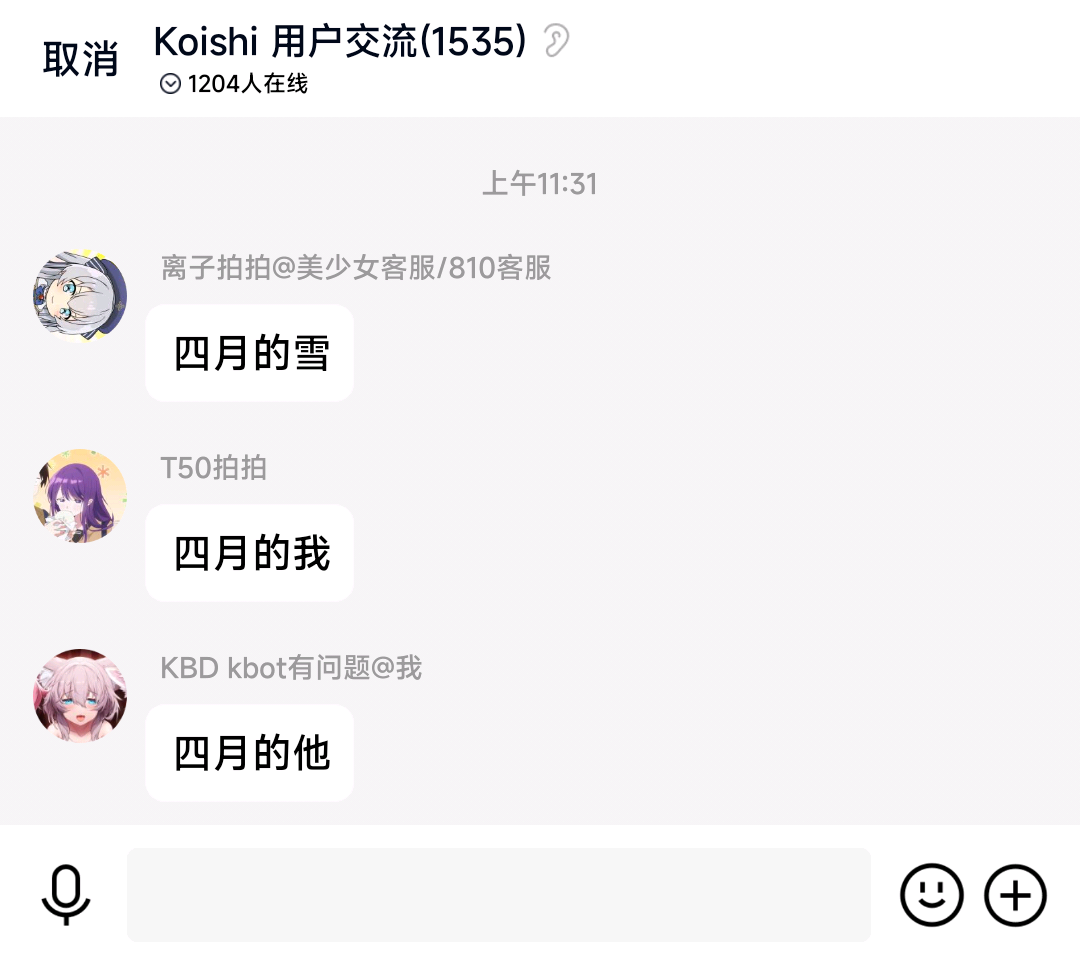 取消
Koishi 用户交流(1535)
1204人在线
上午11:31
离子拍拍@美少女客服/810客服
四月的雪
T50拍拍
四月的我
KBD kbot有问题@我
四月的他